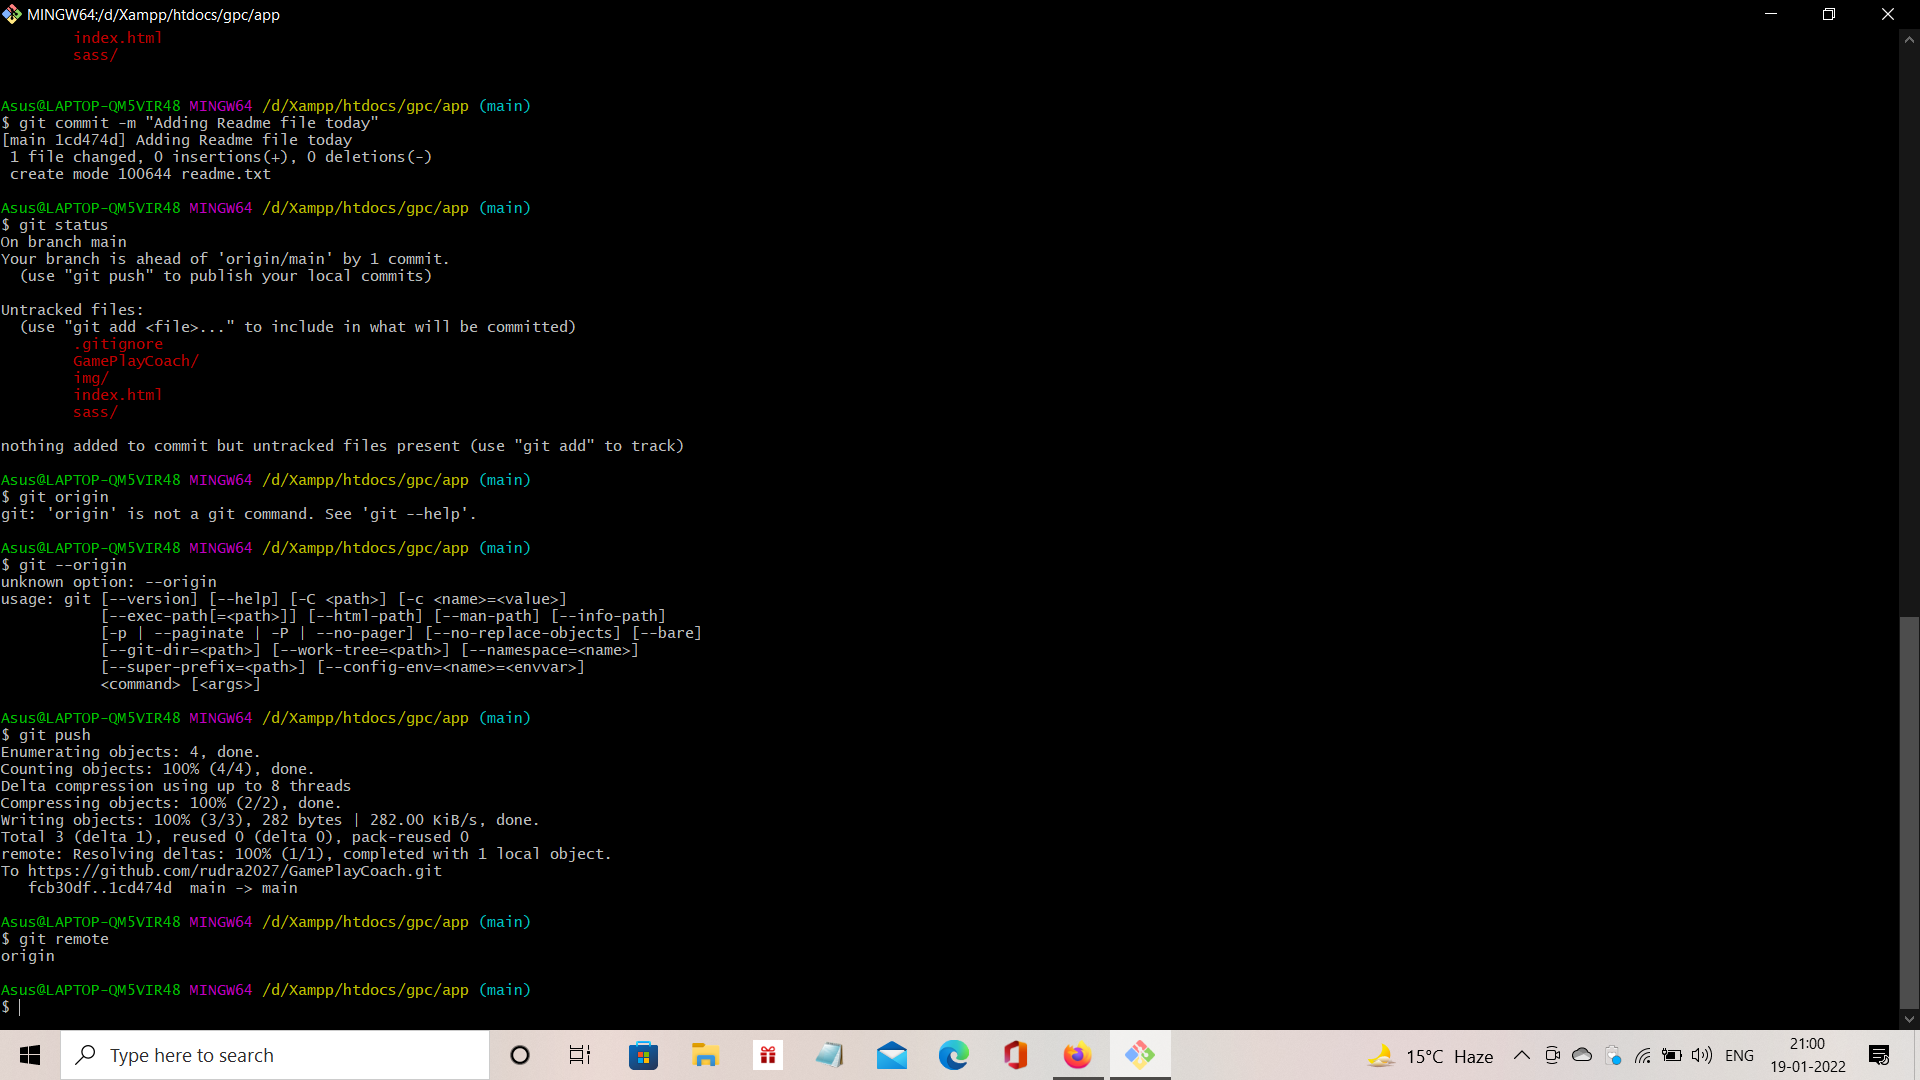 MINGW64:/d/Xampp/htdocs/gpc/app
index.html
sass/
Asus@LAPTOP-QM5VIR48 MINGW64 /d/Xampp/htdocs/gpc/app (main)
$ git commit -m "Adding Readme file today"
[main 1cd474d] Adding Readme file today
1 file changed, 0 insertions(+), 0 deletions(-)
create mode 100644 readme.txt
Asus@LAPTOP-QM5VIR48 MINGW64 /d/Xampp/htdocs/gpc/app (main)
$ git status
On branch main
Your branch is ahead of 'origin/main' by 1 commit.
(use "git push" to publish your local commits)
Untracked files:
(use "git add <file>..." to include in what will be committed)
.gitignore
GamePlayCoach/
img/
index.html
sass/
nothing added to commit but untracked files present (use "git add" to track)
Asus@LAPTOP-QM5VIR48 MINGW64 /d/Xampp/htdocs/gpc/app (main)
$ git origin
git: 'origin' is not a git command. See 'git --help'.
Asus@LAPTOP-QM5VIR48 MINGW64 /d/Xampp/htdocs/gpc/app (main)
$ git --origin
unknown option: --origin
usage: git [--version] [--help] [-C <path>] [-c <name>=<value>]
[--exec-path[=<path>]] [--html-path] [--man-path] [--info-path]
[-p | --paginate | -P | --no-pager] [--no-replace-objects] [--bare]
[--git-dir=<path>] [--work-tree=<path>] [--namespace=<name>]
[--super-prefix=<path>] [--config-env=<name>=<envvar>]
<command> [<args>]
Asus@LAPTOP-QM5VIR48 MINGW64 /d/Xampp/htdocs/gpc/app (main)
$ git push
Enumerating objects: 4, done.
Counting objects: 100% (4/4), done.
Delta compression using up to 8 threads
Compressing objects: 100% (2/2), done.
Writing objects: 100% (3/3), 282 bytes | 282.00 KiB/s, done.
Total 3 (delta 1), reused 0 (delta 0), pack-reused 0
remote: Resolving deltas: 100% (1/1), completed with 1 local object.
To https://github.com/rudra2027/GamePlayCoach.git
fcb30df..1cd474d  main -> main
Asus@LAPTOP-QM5VIR48 MINGW64 /d/Xampp/htdocs/gpc/app (main)
$ git remote
origin
Asus@LAPTOP-QM5VIR48 MINGW64 /d/Xampp/htdocs/gpc/app (main)
$
Type here to search
15°C Haze
ENG
21:00
19-01-2022